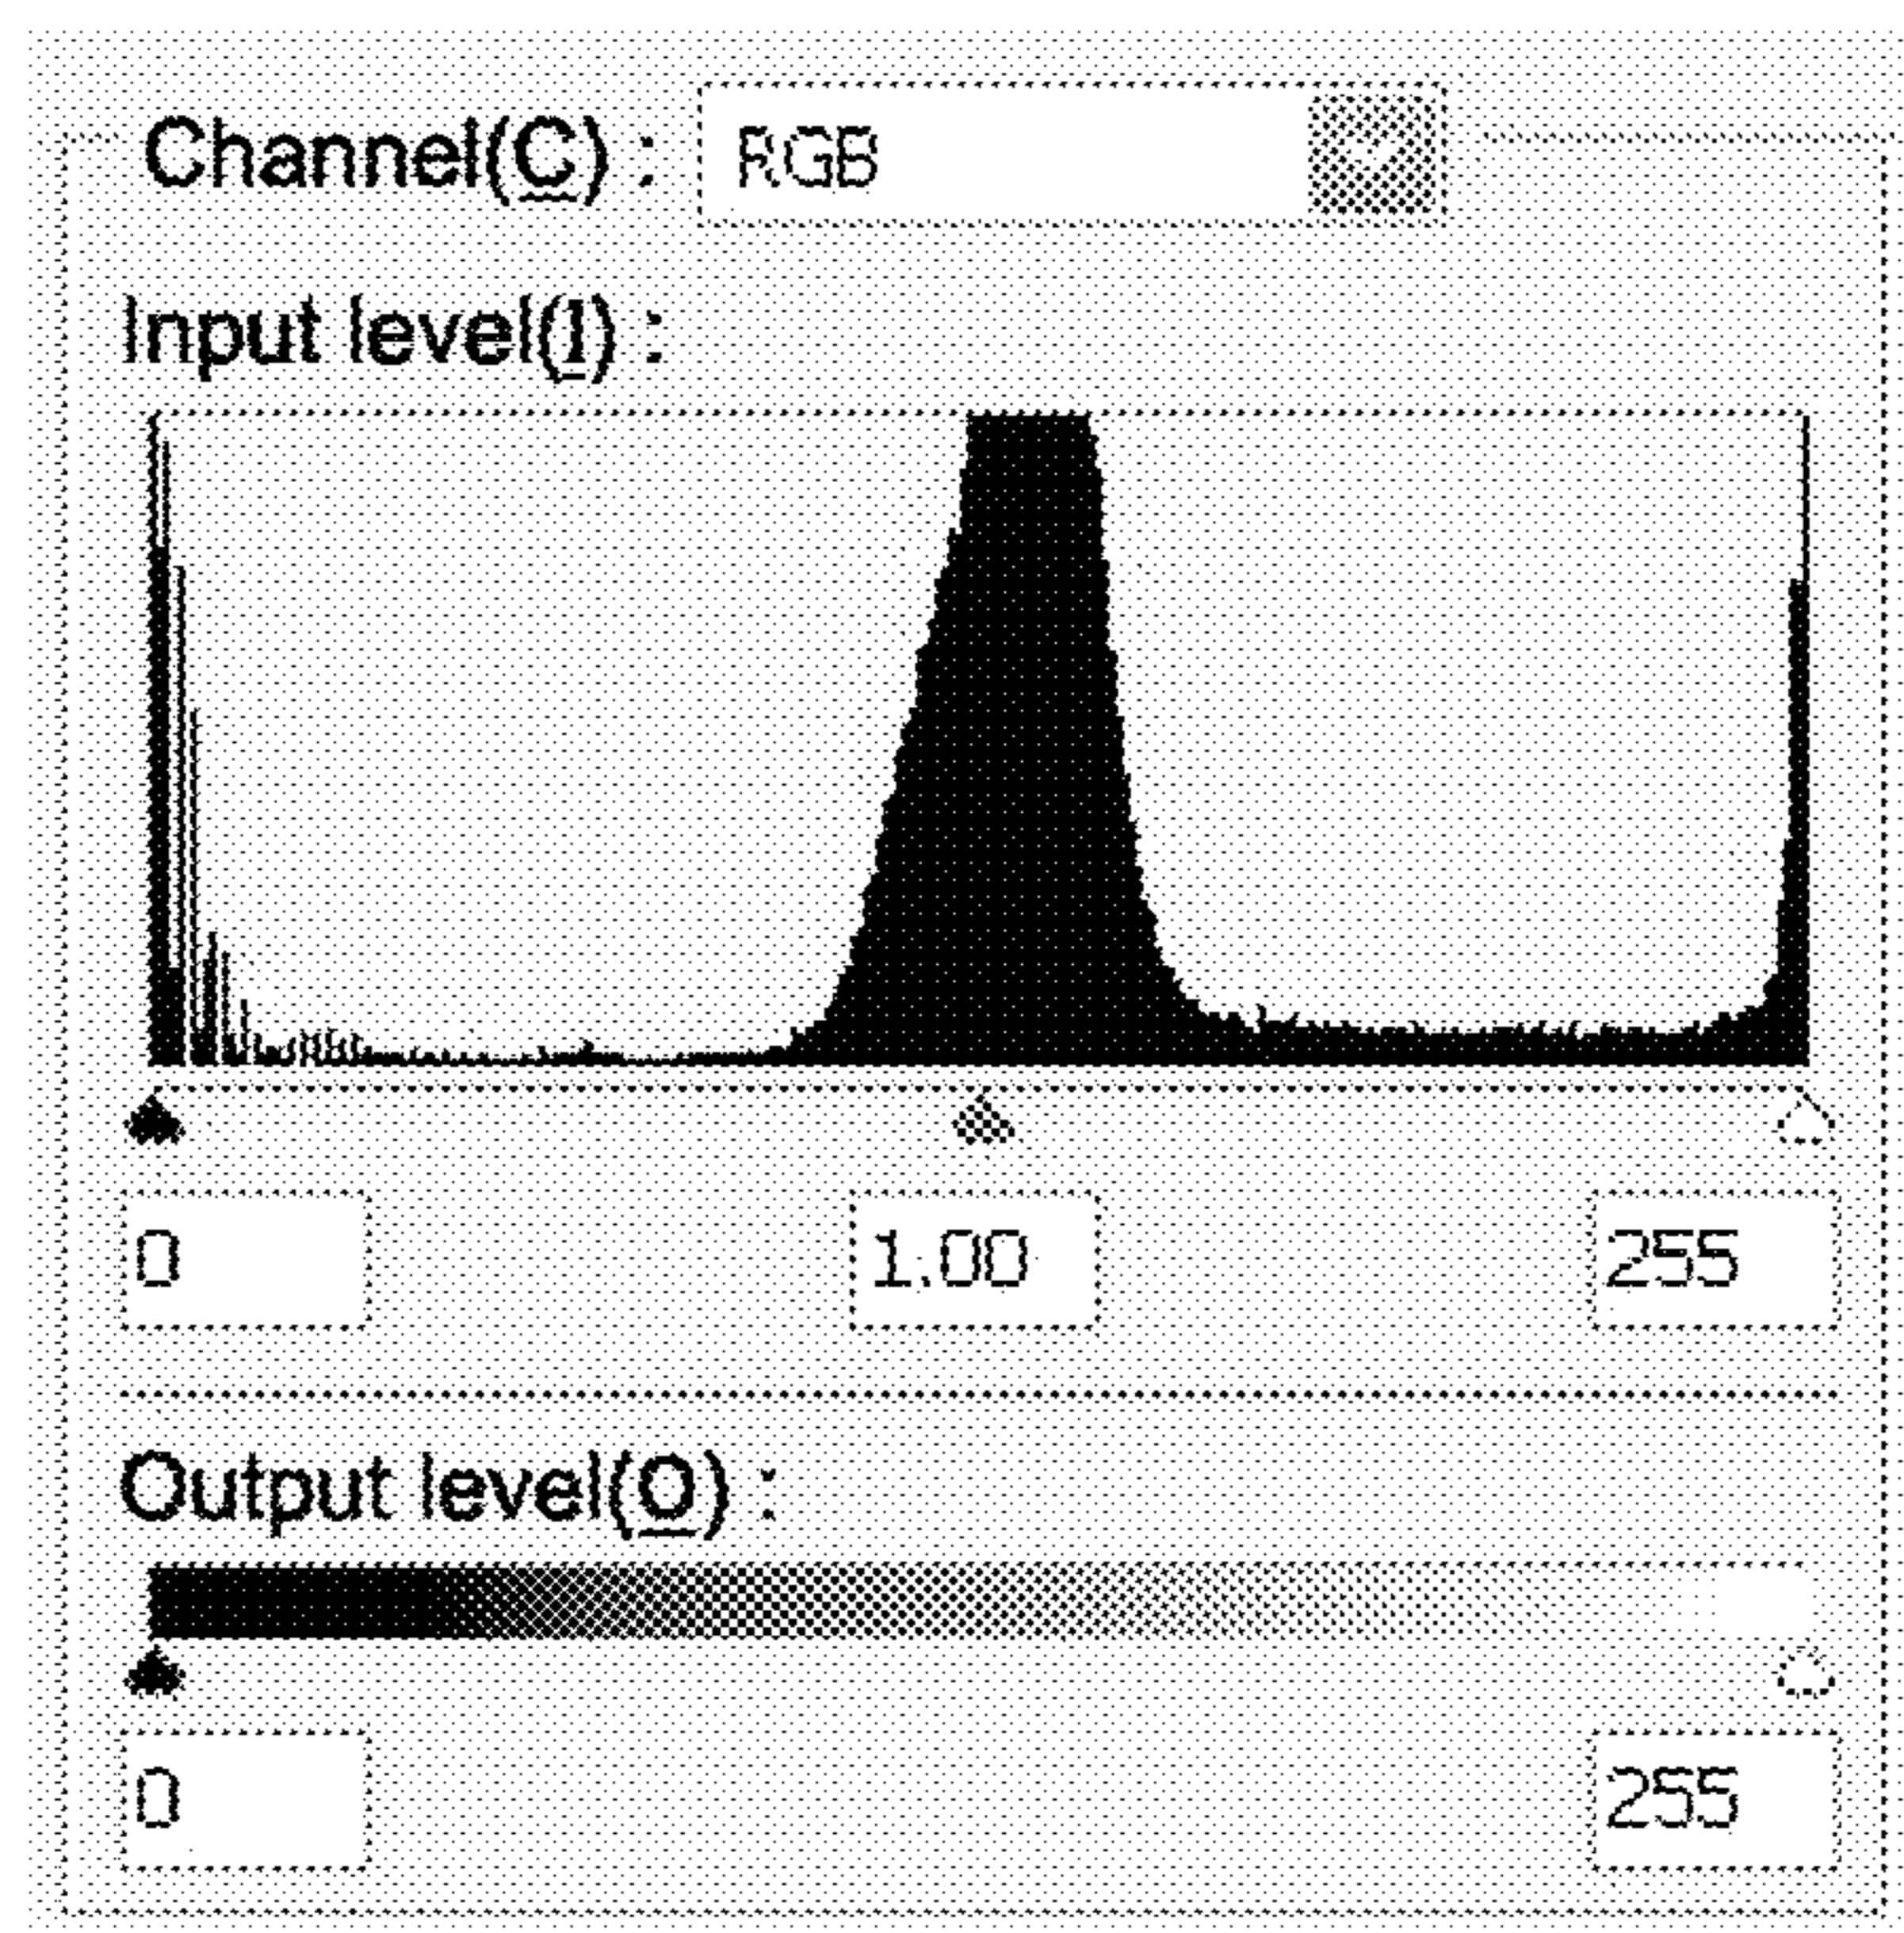 Channel(C) : RGB
Input level(I) :
0 1.00 255
Output level(O) :
0 255